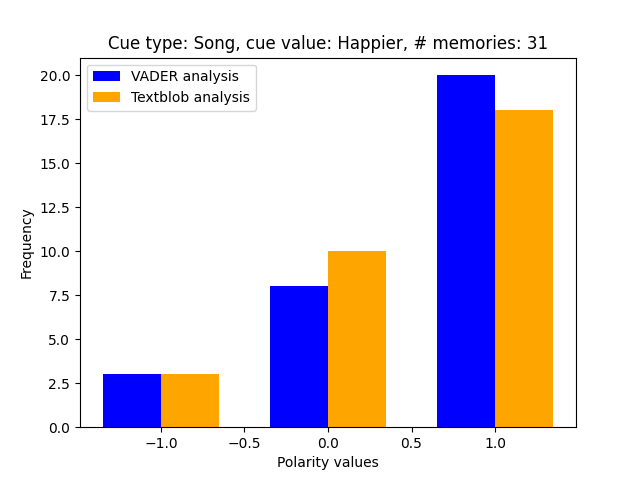 Cue type: Song, cue value: Happier, # memories: 31
VADER analysis
Textblob analysis
20.0
17.5
15.0
12.5
10.0
7.5
5.0
2.5
0.0
Frequency
−1.0 −0.5 0.0 0.5 1.0
Polarity values